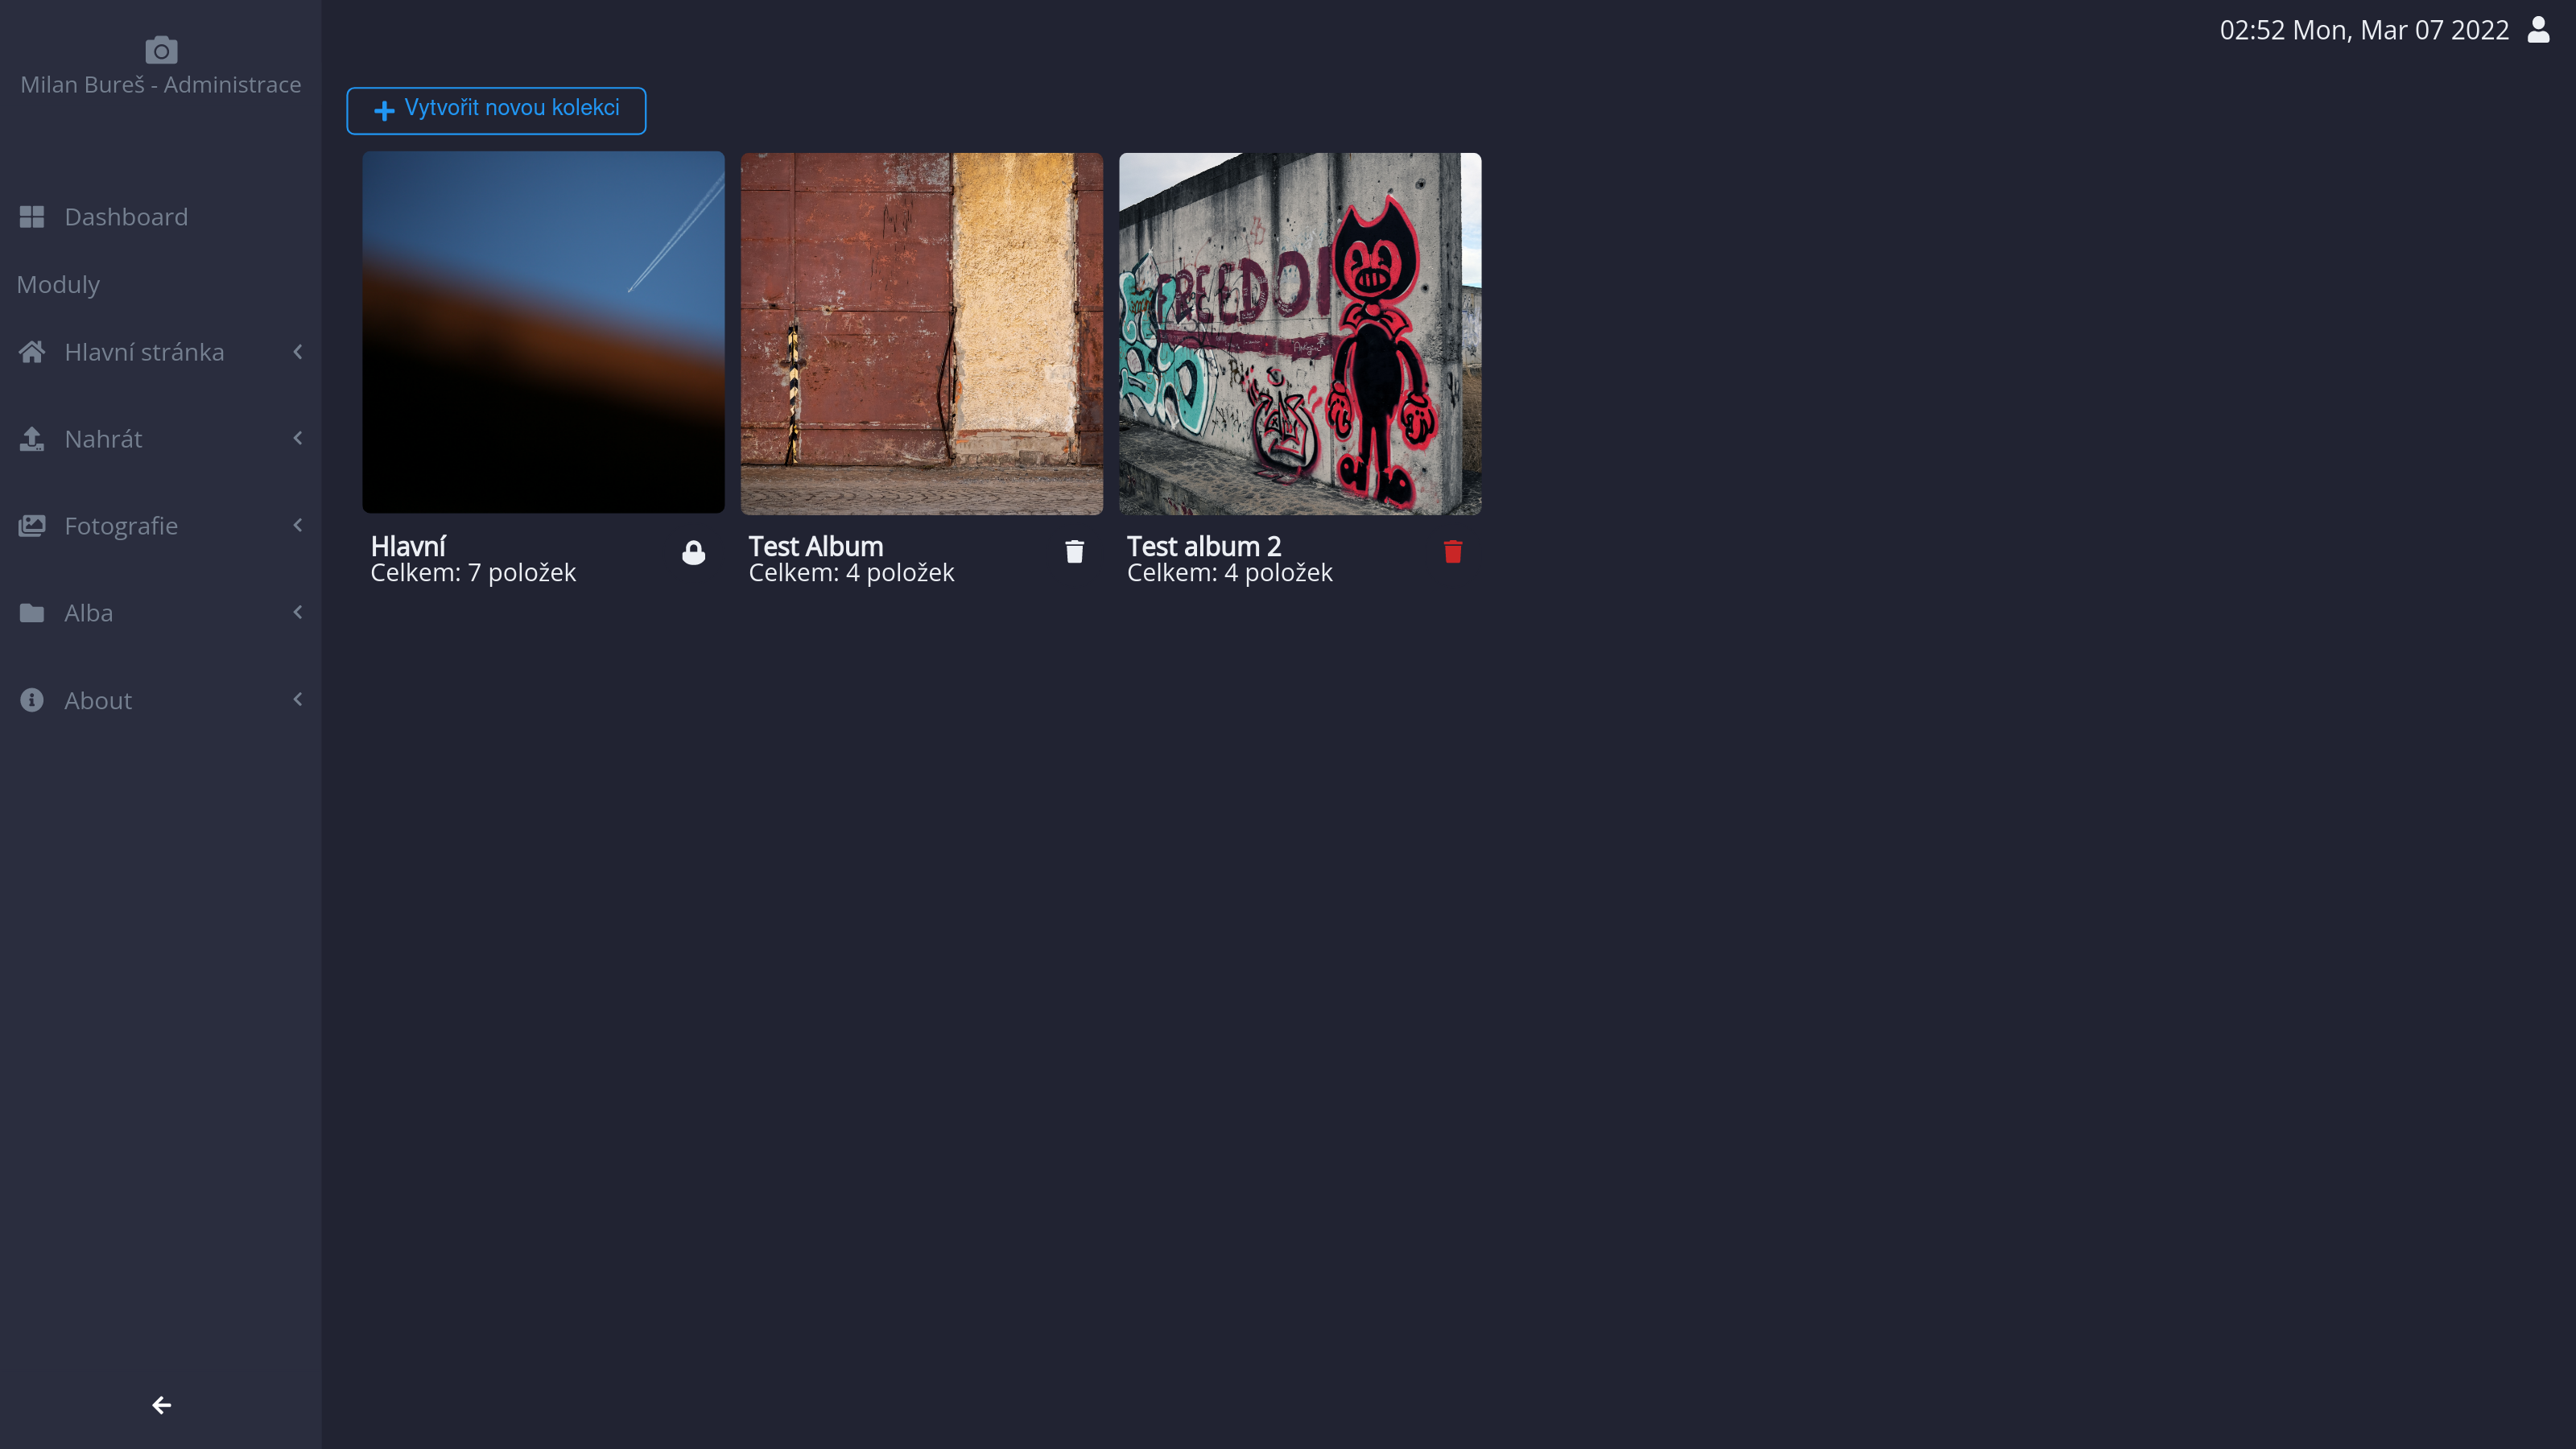 02:52 Mon, Mar 07 2022
Milan Bureš - Administrace
Vytvořit novou kolekci
Dashboard
Moduly
Hlavní stránka
Nahrát
Fotografie
Alba
About
FREEDO
Hlavní
Celkem: 7 položek
Test Album
Celkem: 4 položek
Test album 2
Celkem: 4 položek